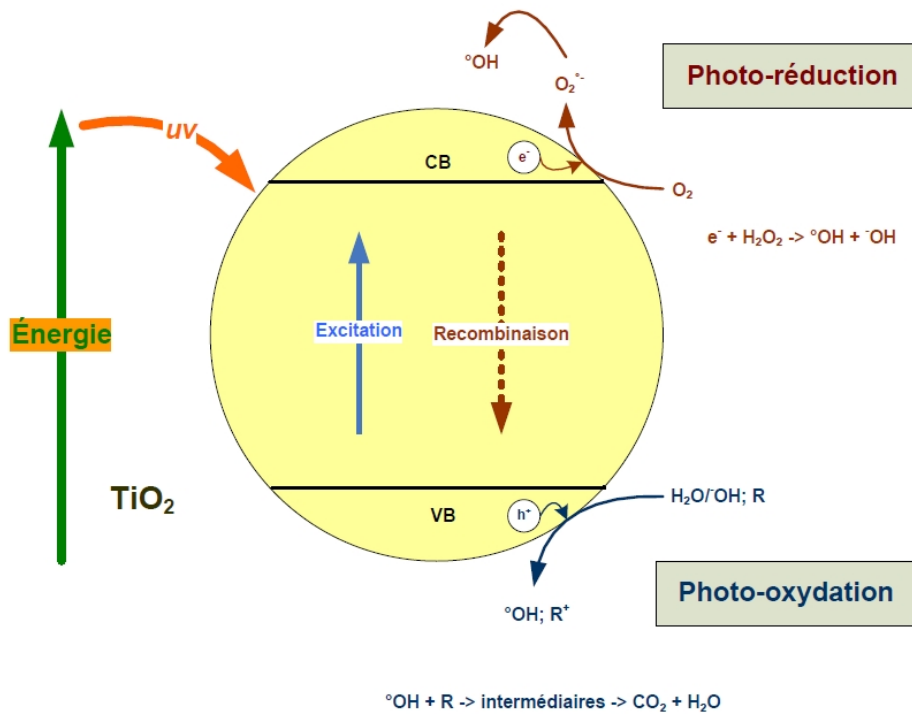 °OH
Photo-réduction
O₂°⁻
uv
CB
e⁻
O₂
e⁻ + H₂O₂ -> °OH + ⁻OH
Énergie
Excitation
Recombinaison
TiO₂
H₂O/⁻OH; R
VB
h⁺
Photo-oxydation
°OH; R⁺
°OH + R -> intermédiaires -> CO₂ + H₂O